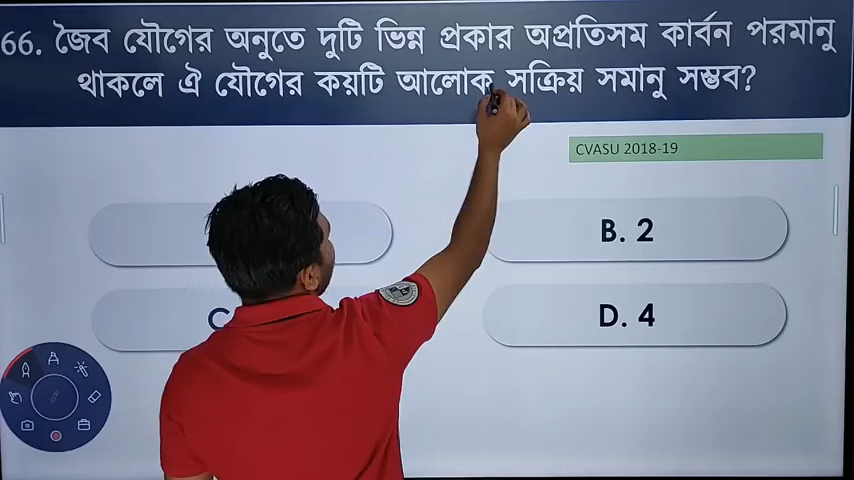 66. জৈব যৌগের অনুতে দুটি ভিন্ন প্রকার অপ্রতিসম কার্বন পরমানু
থাকলে ঐ যৌগের কয়টি আলোক সক্রিয় সমানু সম্ভব?
CVASU 2018-19
B. 2
C.
D. 4